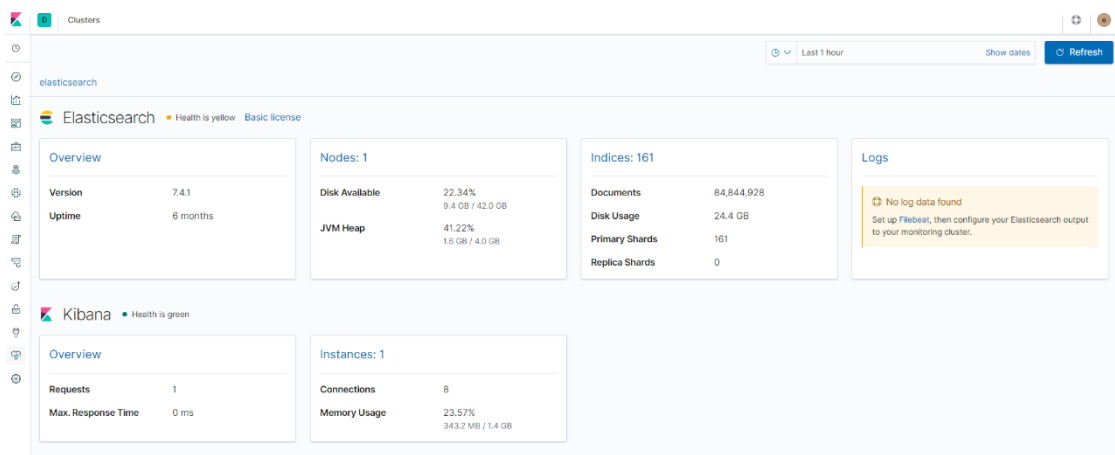 D Clusters
Last 1 hour Show dates Refresh
elasticsearch
Elasticsearch Health is yellow Basic license
Overview
Version 7.4.1
Uptime 6 months
Nodes: 1
Disk Available 22.34%
9.4 GB / 42.0 GB
JVM Heap 41.22%
1.6 GB / 4.0 GB
Indices: 161
Documents 84,844,928
Disk Usage 24.4 GB
Primary Shards 161
Replica Shards 0
Logs
No log data found
Set up Filebeat, then configure your Elasticsearch output
to your monitoring cluster.
Kibana Health is green
Overview
Requests 1
Max. Response Time 0 ms
Instances: 1
Connections 8
Memory Usage 23.57%
343.2 MB / 1.4 GB